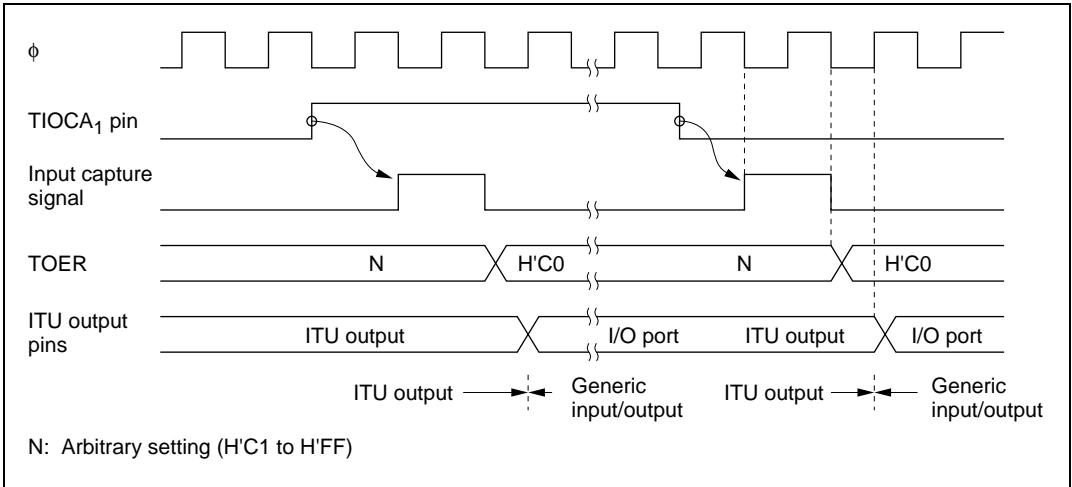 ϕ
TIOCA1 pin
Input capture
signal
TOER
N
H'C0
N
H'C0
ITU output
pins
ITU output
I/O port
ITU output
I/O port
ITU output
Generic
input/output
ITU output
Generic
input/output
N: Arbitrary setting (H'C1 to H'FF)